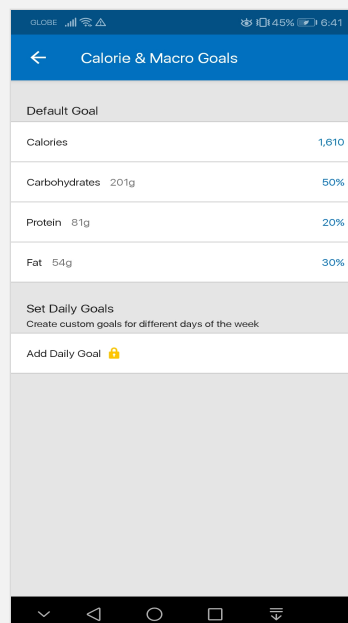 GLOBE 45% 6:41
Calorie & Macro Goals
Default Goal
Calories 1,610
Carbohydrates 201g 50%
Protein 81g 20%
Fat 54g 30%
Set Daily Goals
Create custom goals for different days of the week
Add Daily Goal